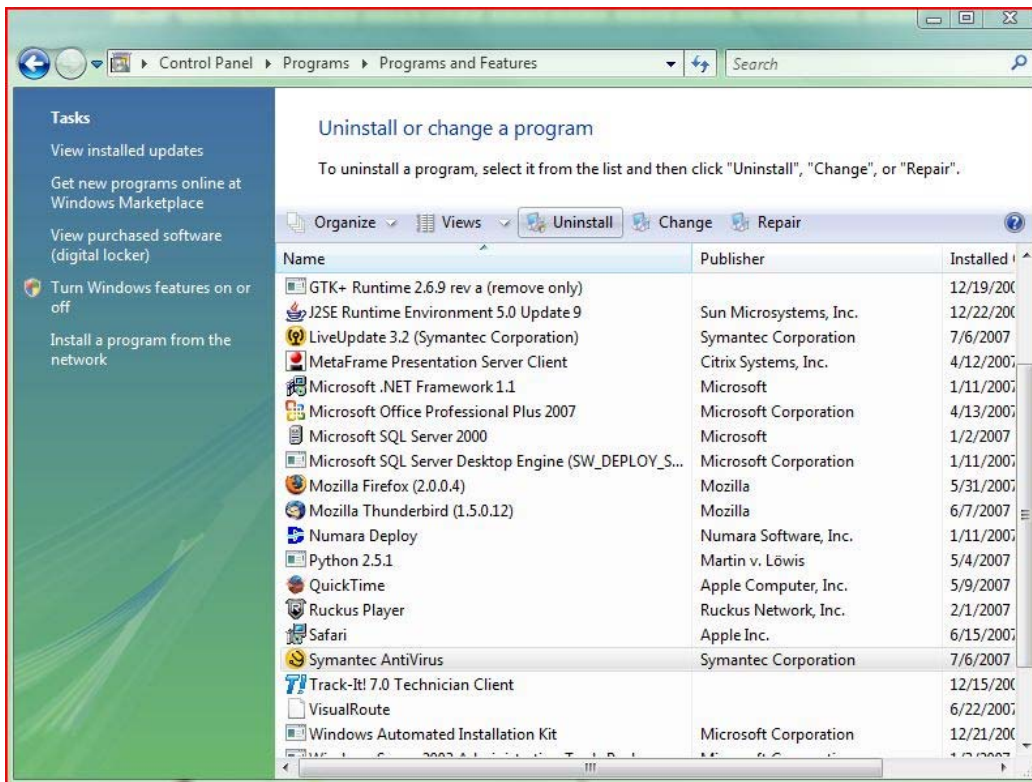 Control Panel Programs Programs and Features Search
Tasks
View installed updates
Get new programs online at
Windows Marketplace
View purchased software
(digital locker)
Turn Windows features on or
off
Install a program from the
network
Uninstall or change a program
To uninstall a program, select it from the list and then click "Uninstall", "Change", or "Repair".
Organize Views Uninstall Change Repair
Name Publisher Installed
GTK+ Runtime 2.6.9 rev a (remove only) 12/19/200
J2SE Runtime Environment 5.0 Update 9 Sun Microsystems, Inc. 12/22/200
LiveUpdate 3.2 (Symantec Corporation) Symantec Corporation 7/6/2007
MetaFrame Presentation Server Client Citrix Systems, Inc. 4/12/2007
Microsoft .NET Framework 1.1 Microsoft 1/11/2007
Microsoft Office Professional Plus 2007 Microsoft Corporation 4/13/2007
Microsoft SQL Server 2000 Microsoft 1/2/2007
Microsoft SQL Server Desktop Engine (SW_DEPLOY_S... Microsoft Corporation 1/11/2007
Mozilla Firefox (2.0.0.4) Mozilla 5/31/2007
Mozilla Thunderbird (1.5.0.12) Mozilla 6/7/2007
Numara Deploy Numara Software, Inc. 1/11/2007
Python 2.5.1 Martin v. Löwis 5/4/2007
QuickTime Apple Computer, Inc. 5/9/2007
Ruckus Player Ruckus Network, Inc. 2/1/2007
Safari Apple Inc. 6/15/2007
Symantec AntiVirus Symantec Corporation 7/6/2007
Track-It! 7.0 Technician Client 12/15/200
VisualRoute 6/22/2007
Windows Automated Installation Kit Microsoft Corporation 12/21/200